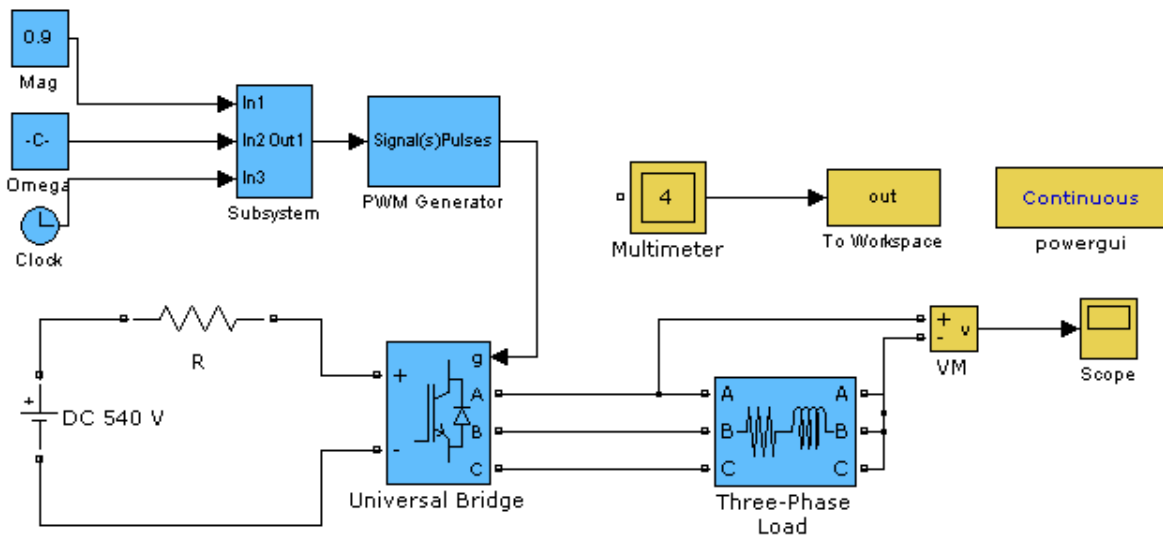 0.9
Mag
-C-
Omega
Clock
In1
In2 Out1
In3
Subsystem
Signal(s)Pulses
PWM Generator
4
Multimeter
out
To Workspace
Continuous
powergui
R
+
DC 540 V
+
-
g
A
B
C
Universal Bridge
A
B
C
A
B
C
Three-Phase
Load
+
-
v
VM
Scope